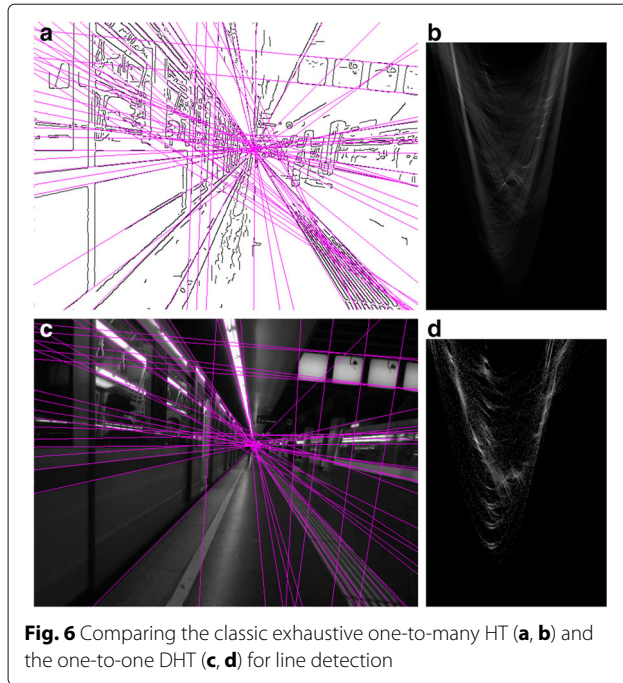 a
b
c
d
Fig. 6 Comparing the classic exhaustive one-to-many HT (a, b) and
the one-to-one DHT (c, d) for line detection